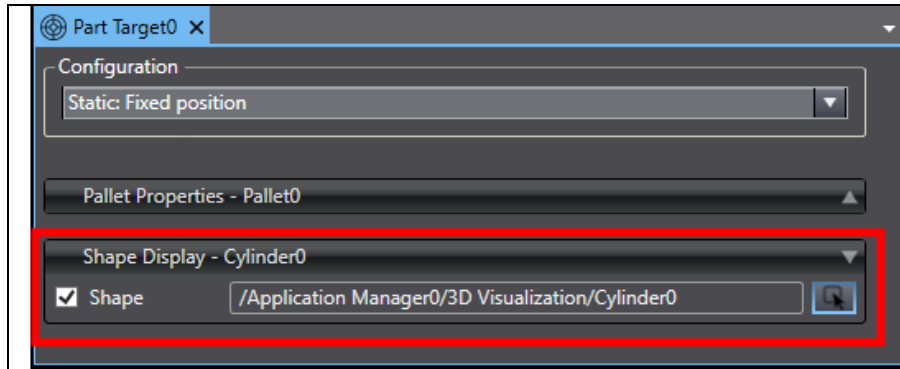 Part Target0
Configuration
Static: Fixed position
Pallet Properties - Pallet0
Shape Display - Cylinder0
Shape /Application Manager0/3D Visualization/Cylinder0